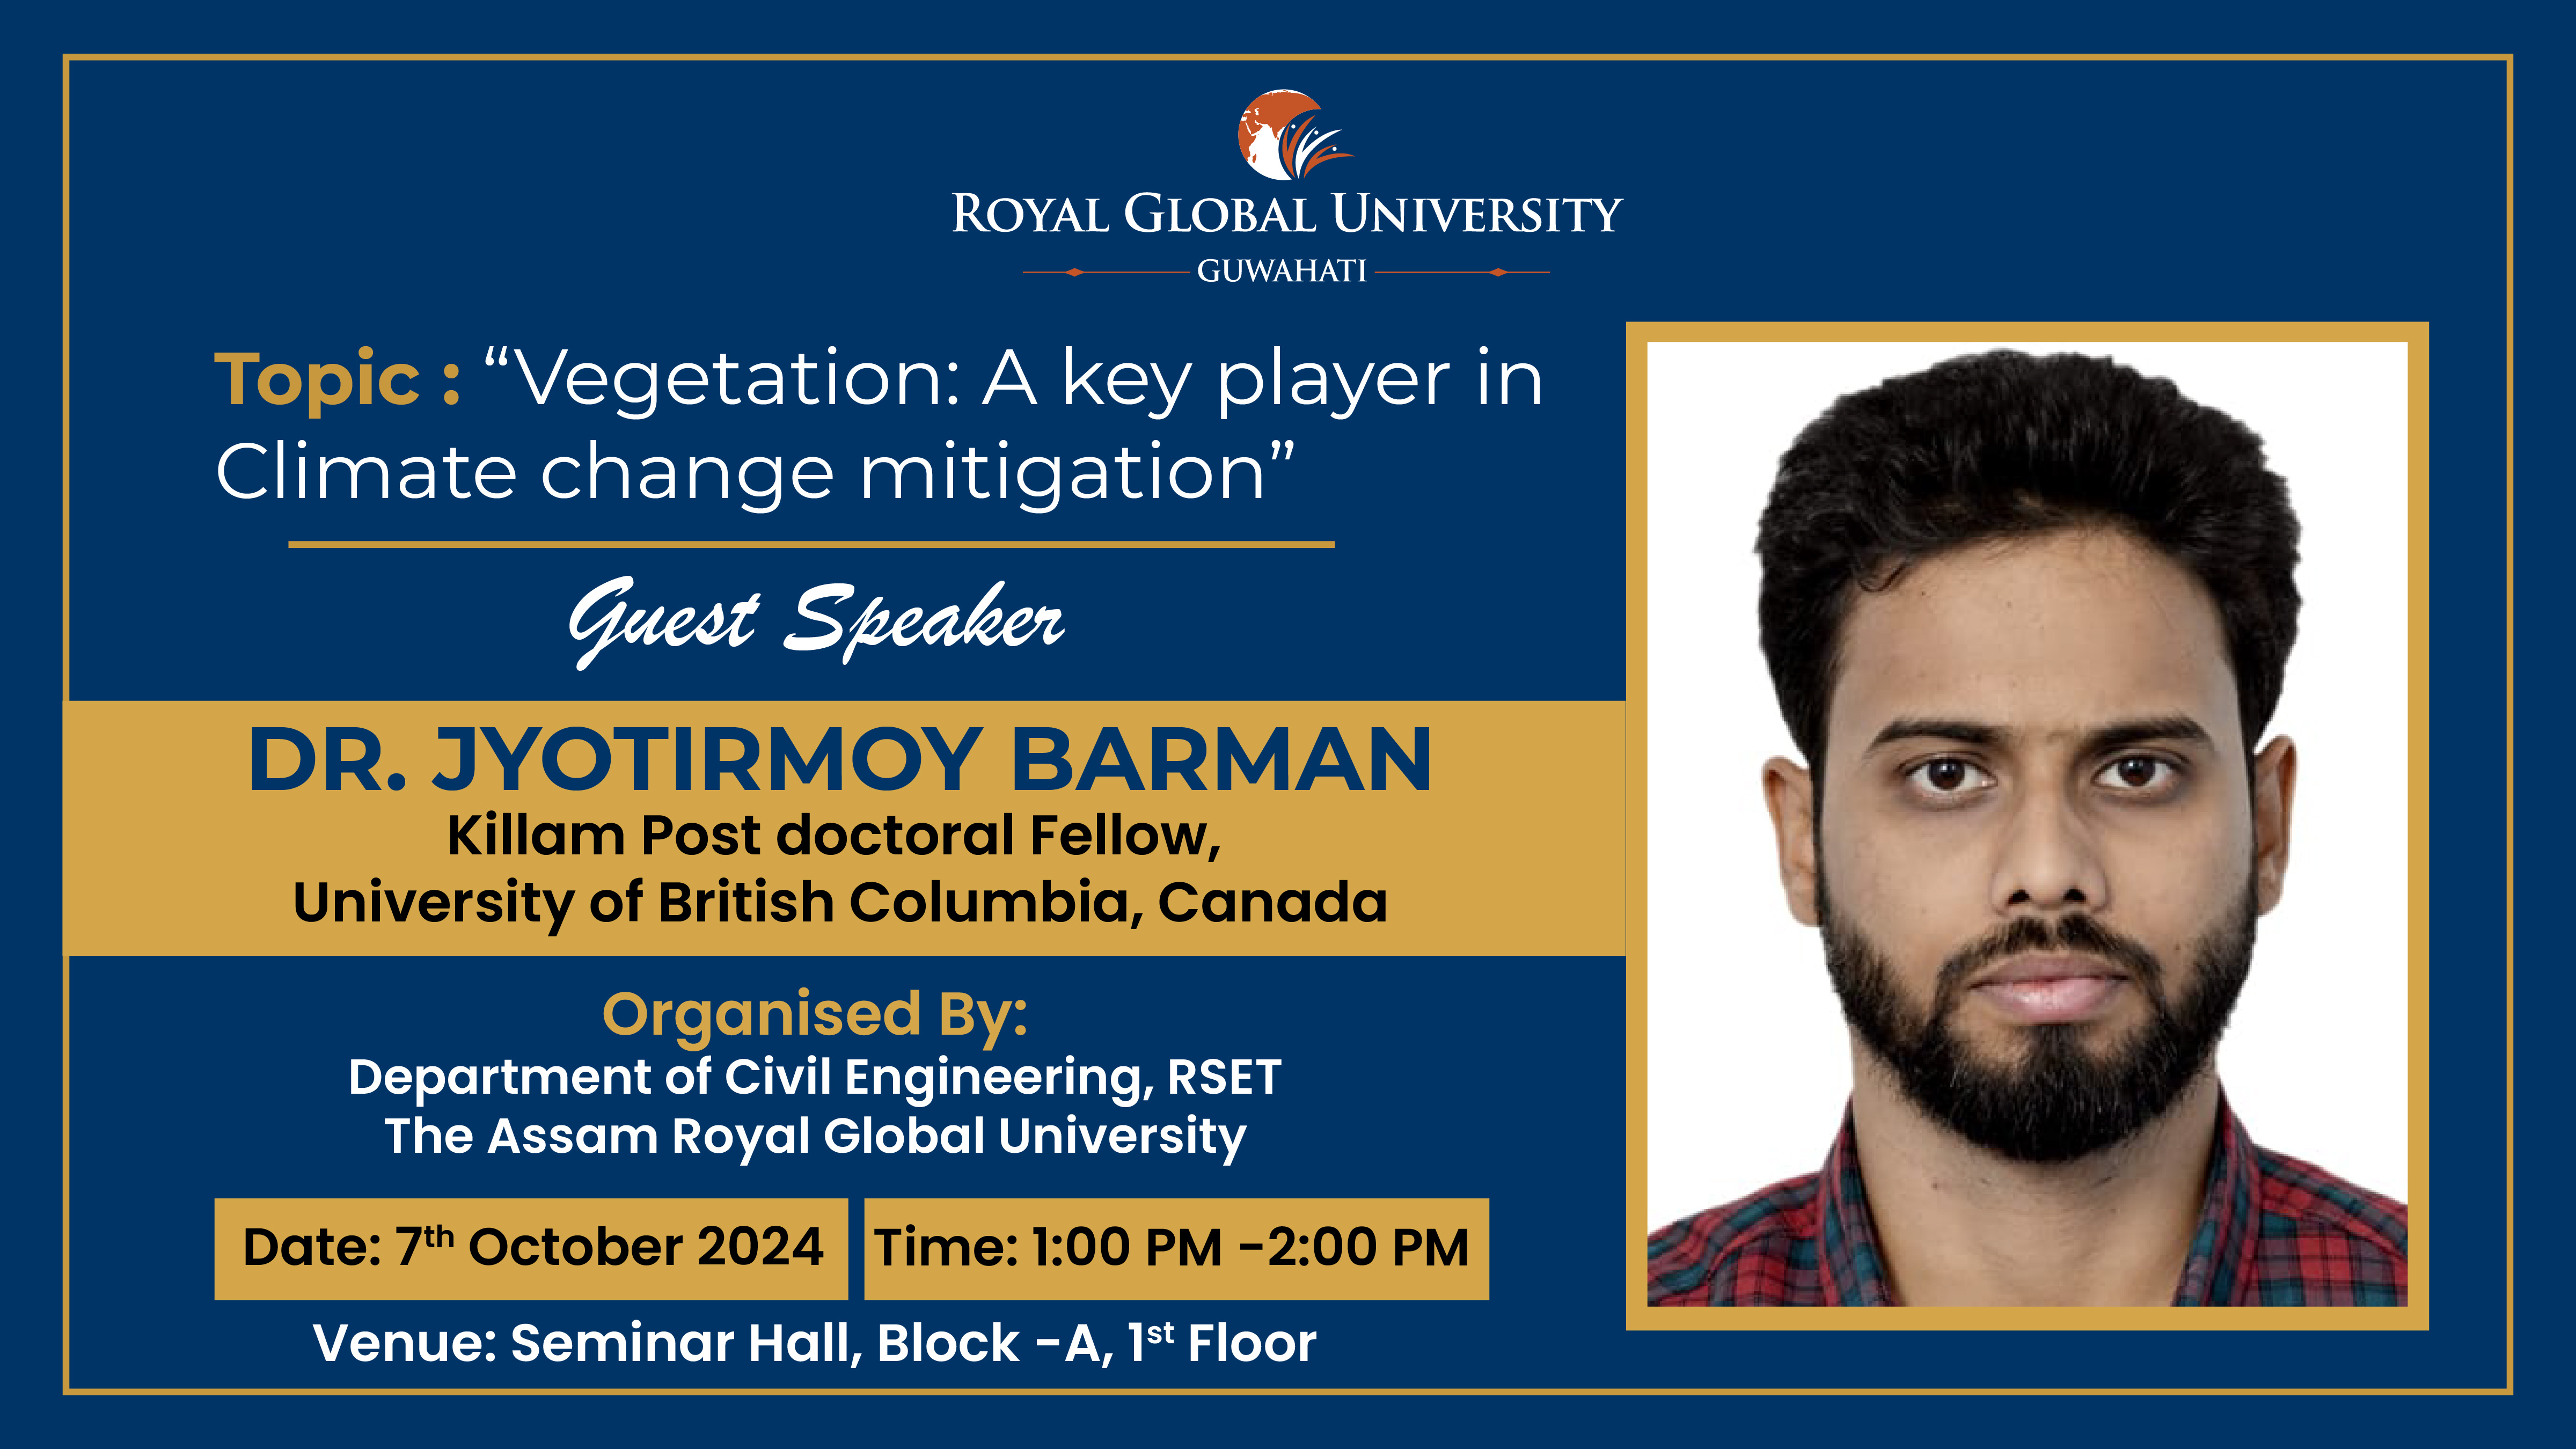 ROYAL GLOBAL UNIVERSITY
GUWAHATI
Topic : “Vegetation: A key player in
Climate change mitigation”
Guest Speaker
DR. JYOTIRMOY BARMAN
Killam Post doctoral Fellow,
University of British Columbia, Canada
Organised By:
Department of Civil Engineering, RSET
The Assam Royal Global University
Date: 7th October 2024
Time: 1:00 PM -2:00 PM
Venue: Seminar Hall, Block -A, 1st Floor